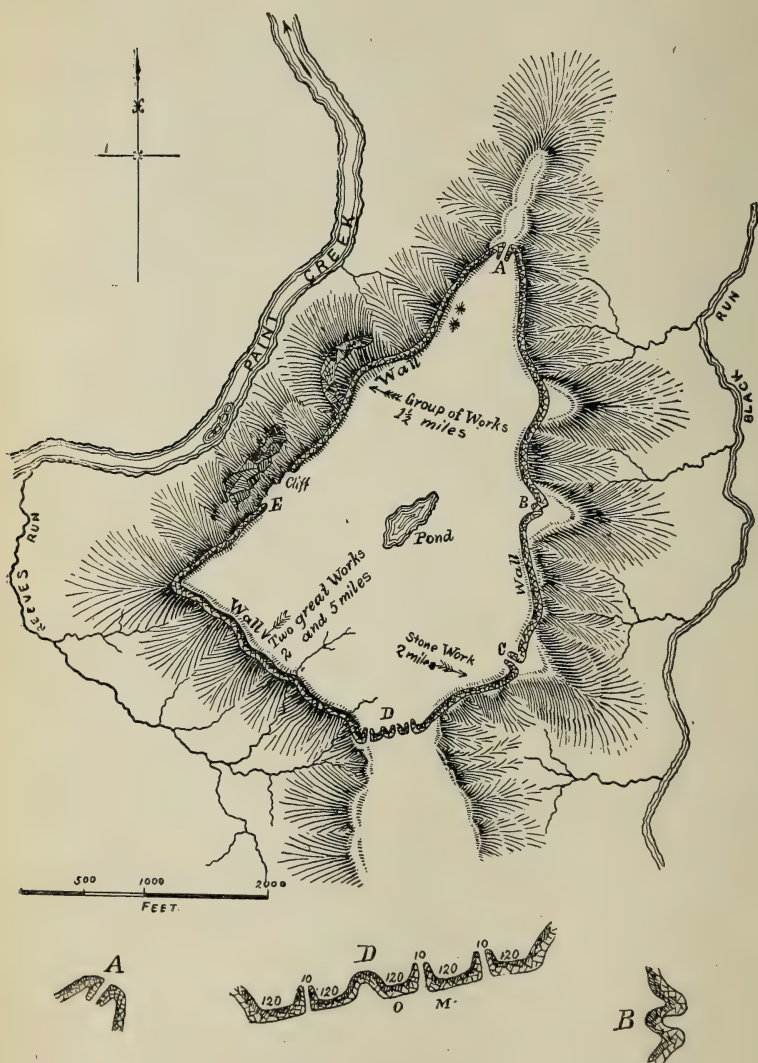 PAINT CREEK
A
RUN
BLACK
Wall
Group of Works
1½ miles
Cliff
E
B
Pond
REEVES RUN
Wall
Two great Works
2 and 5 miles
Wall
Stone Work
2 miles
C
D
500 1000 2000
FEET.
A
D
10 10 10
120 120 120 120 120
O M.
B